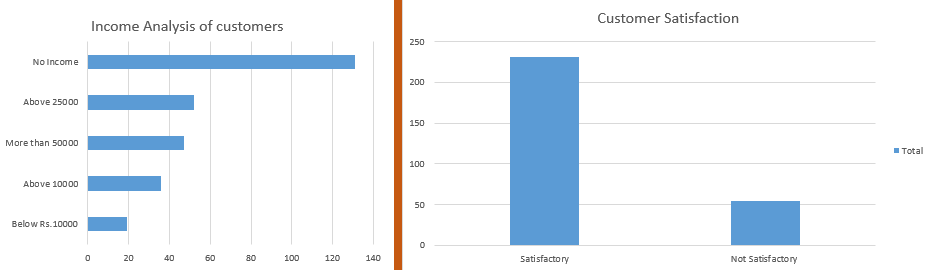 Income Analysis of customers
No Income
Above 25000
More than 50000
Above 10000
Below Rs.10000
0 20 40 60 80 100 120 140
Customer Satisfaction
250
200
150
100
50
0
Satisfactory Not Satisfactory
Total